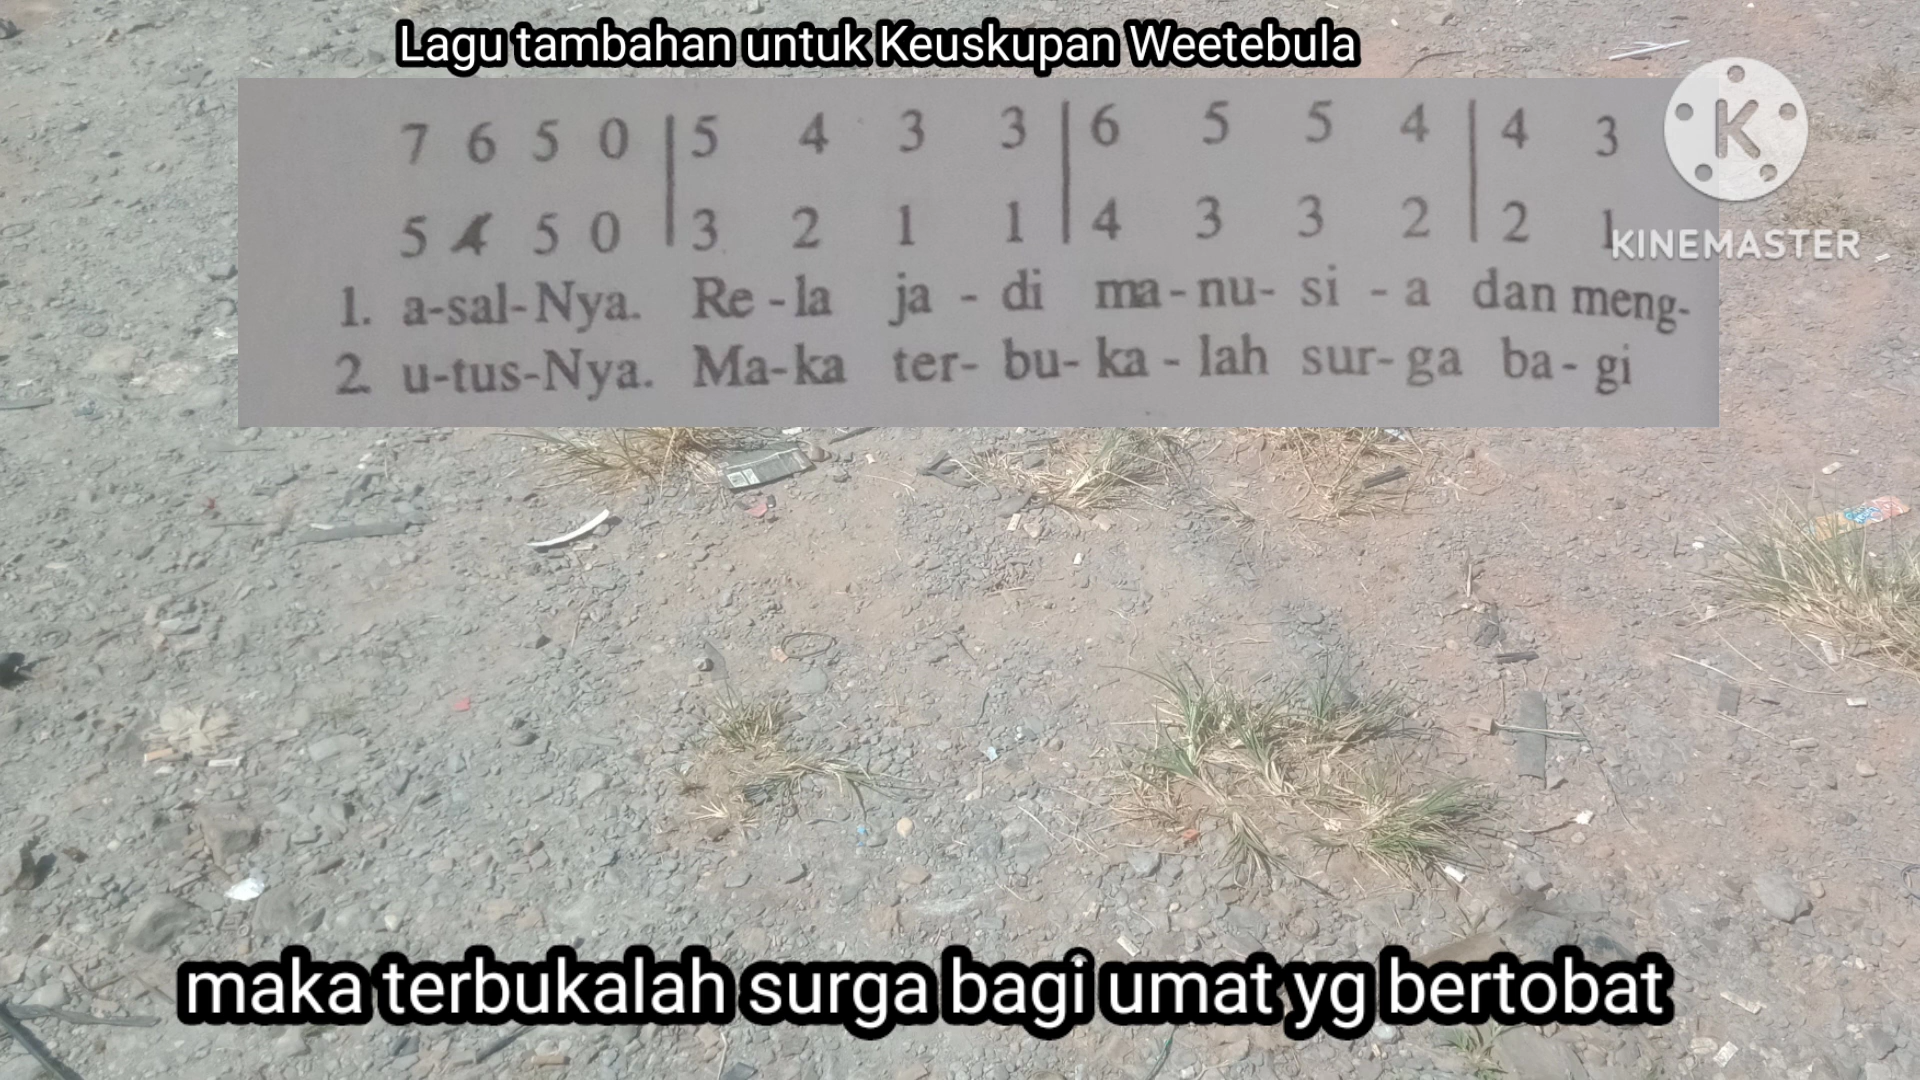 Lagu tambahan untuk Keuskupan Weetebula
7 6 5 0 | 5 4 3 3 | 6 5 5 4 | 4 3
5 4 5 0 | 3 2 1 1 | 4 3 3 2 | 2 1
K
KINEMASTER
1. a-sal-Nya. Re - la ja - di ma - nu- si - a dan meng-
2. u-tus-Nya. Ma-ka ter- bu- ka - lah sur- ga ba - gi
maka terbukalah surga bagi umat yg bertobat